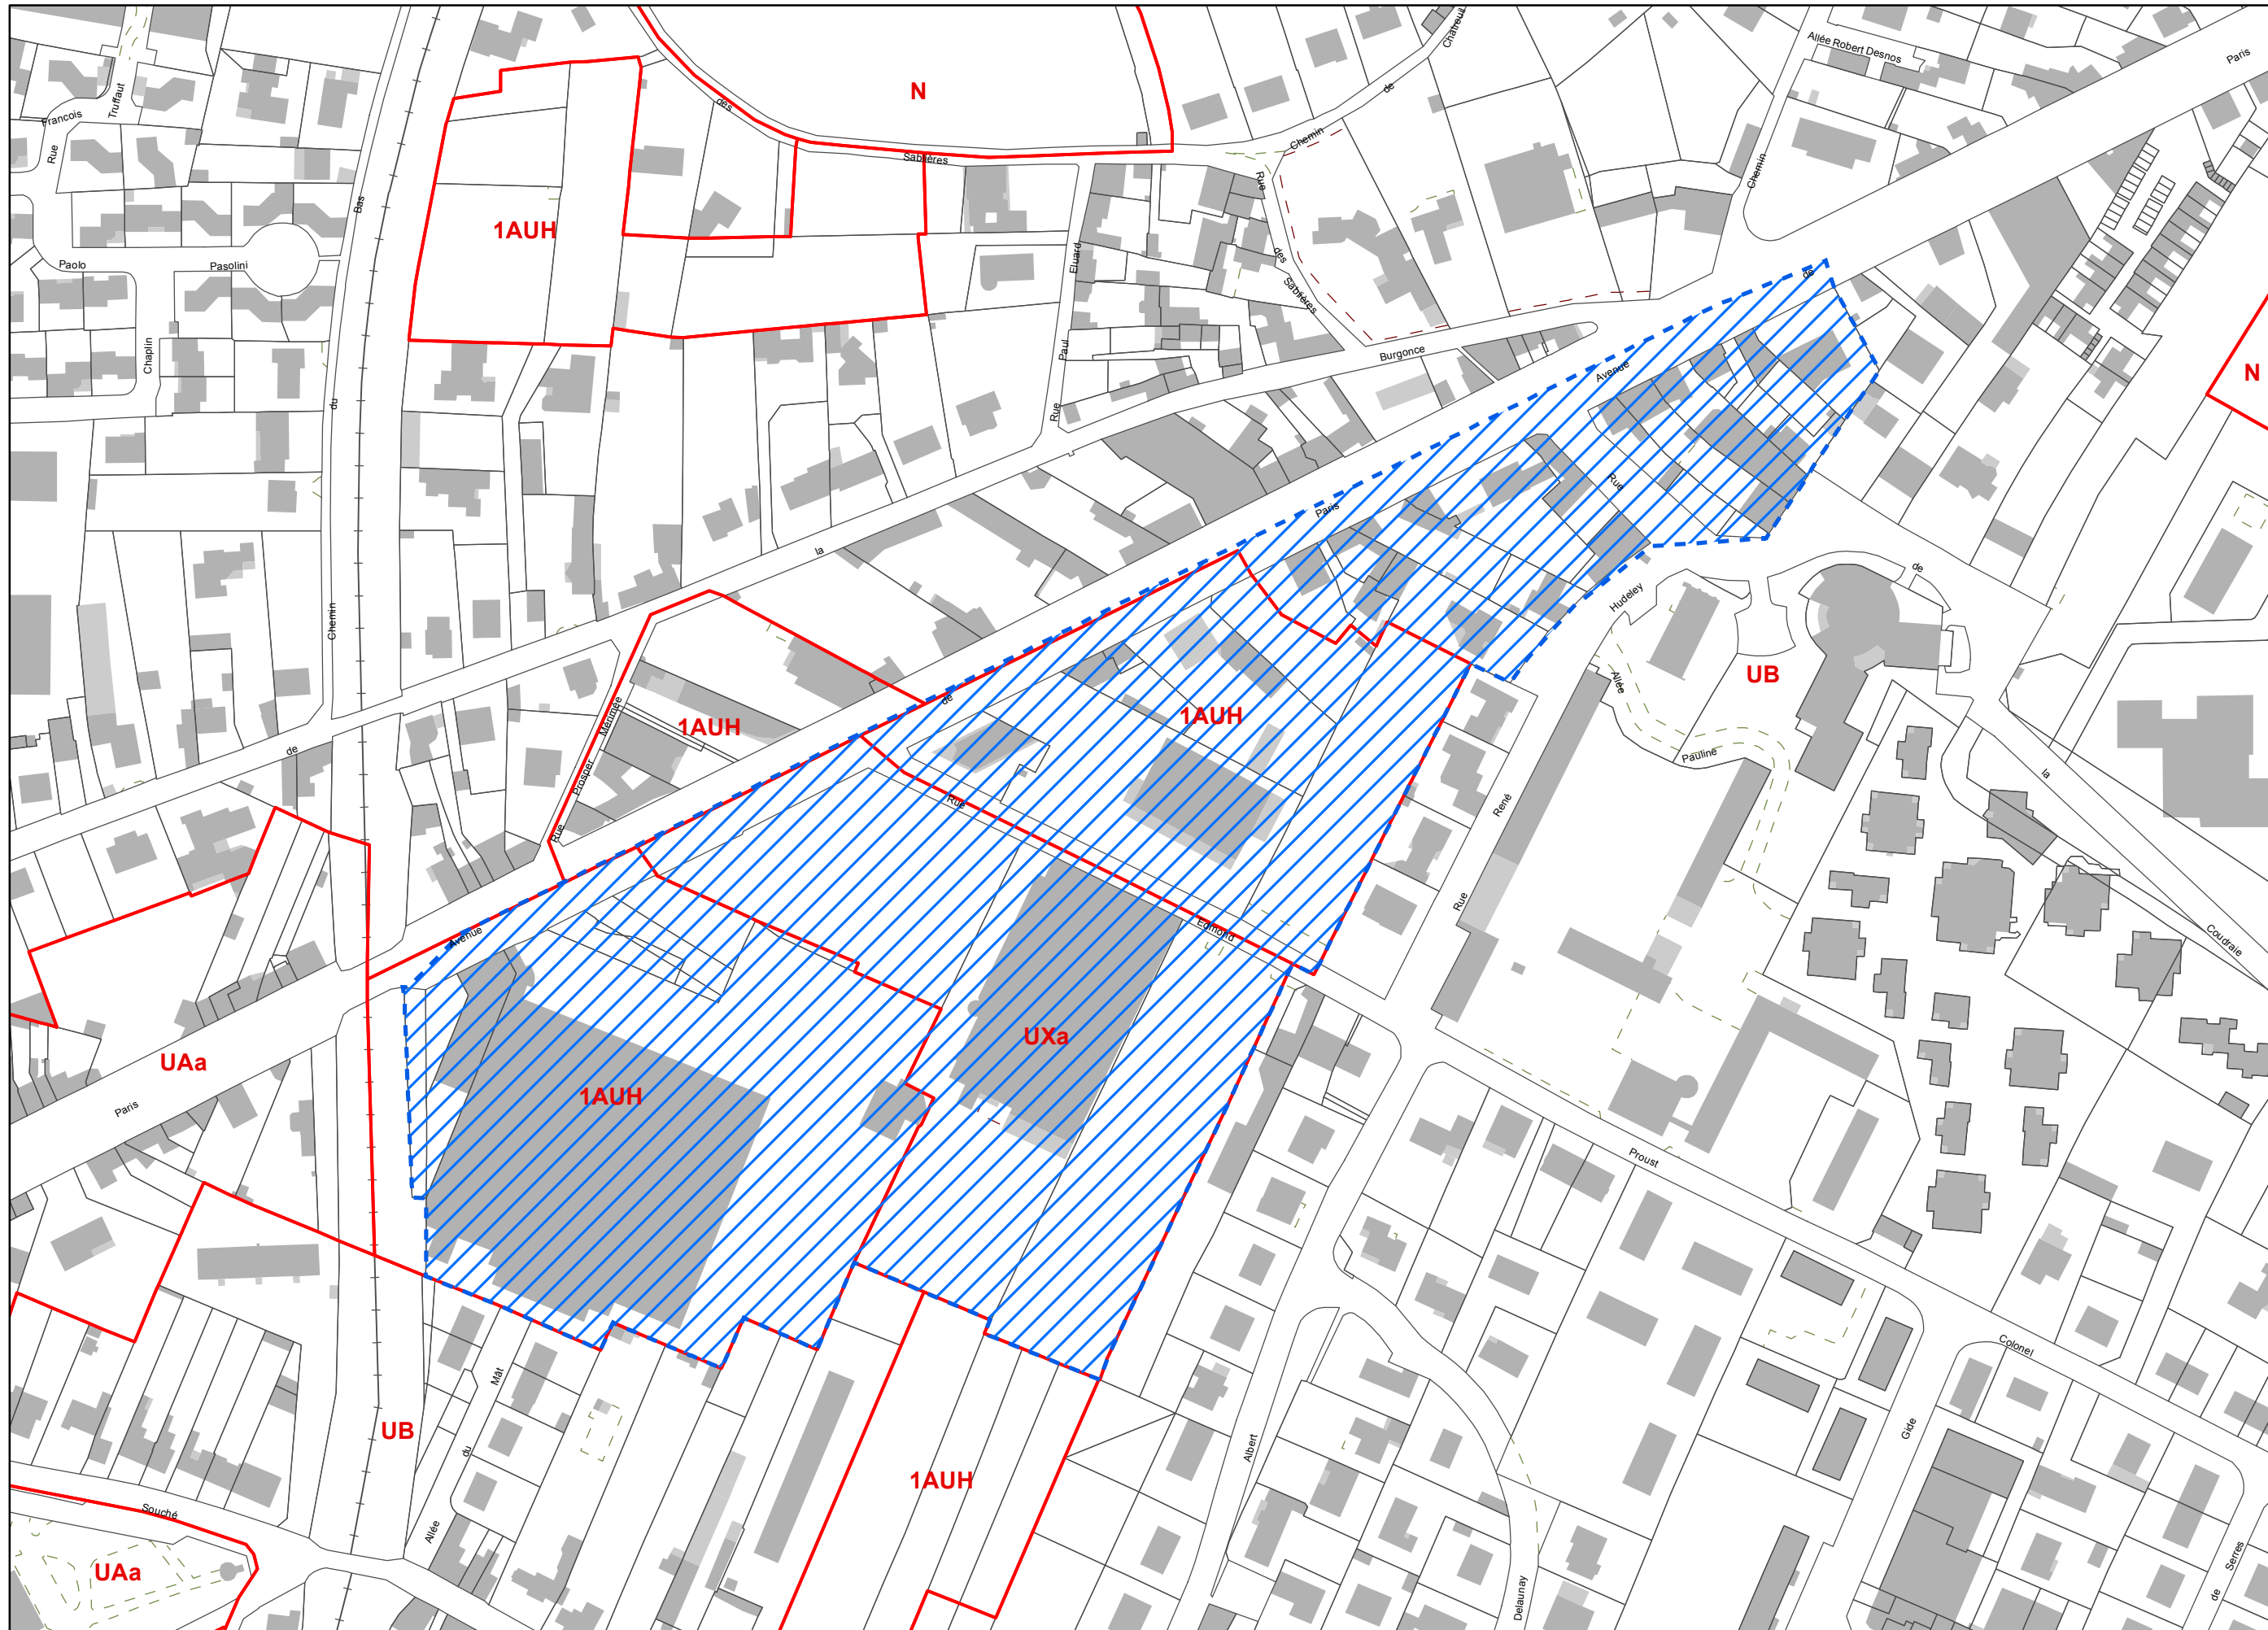 Chatreuil
Allée Robert Desnos
Paris
Truffaut
N
de
des
Francois
Chemin
Rue
Sablières
Chemin
Rue
Bas
1AUH
Eluard
des
Paolo
Pasolini
de
Sablières
Chaplin
Paul
Burgonce
Avenue
N
du
Rue
Rue
Paris
la
de
Chemin
Hudeley
Allée
UB
de
Mérimée
1AUH
1AUH
de
Pauline
Prosper
Rue
René
la
Rue
Rue
Avenue
Edmond
Coudraie
UAa
UXa
1AUH
Paris
Proust
Colonel
Mât
UB
Gide
du
Albert
1AUH
Souché
Allée
UAa
Delaunay
Serres
de